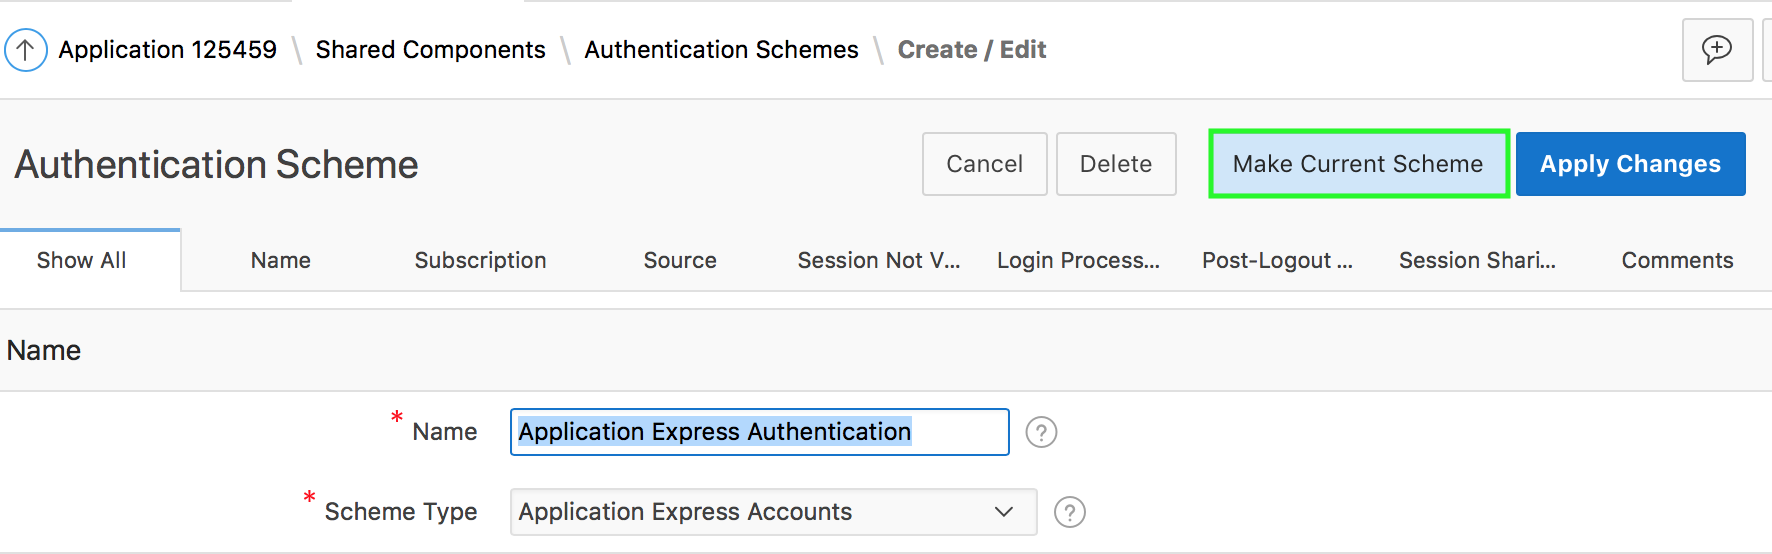 Application 125459 \ Shared Components \ Authentication Schemes \ Create / Edit
Authentication Scheme
Cancel Delete Make Current Scheme Apply Changes
Show All Name Subscription Source Session Not V... Login Process... Post-Logout ... Session Shari... Comments
Name
* Name Application Express Authentication ?
* Scheme Type Application Express Accounts ?